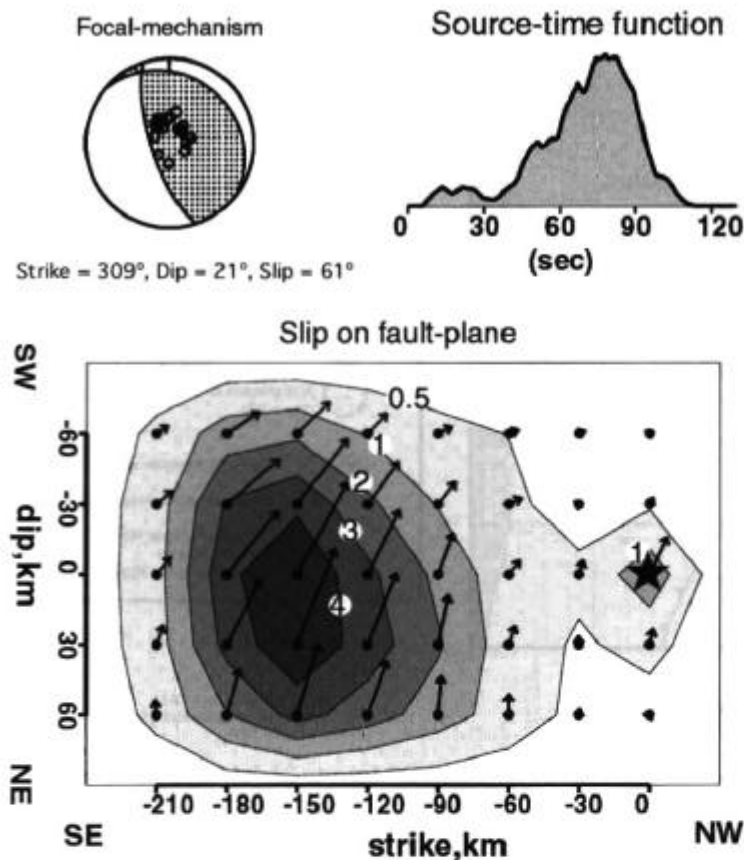 Focal-mechanism
Source-time function
0 30 60 90 120
(sec)
Strike = 309°, Dip = 21°, Slip = 61°
Slip on fault-plane
SW
-60
-30
0
30
60
dip,km
NE
0.5
1
2
3
4
1
-210 -180 -150 -120 -90 -60 -30 0
SE
strike,km
NW